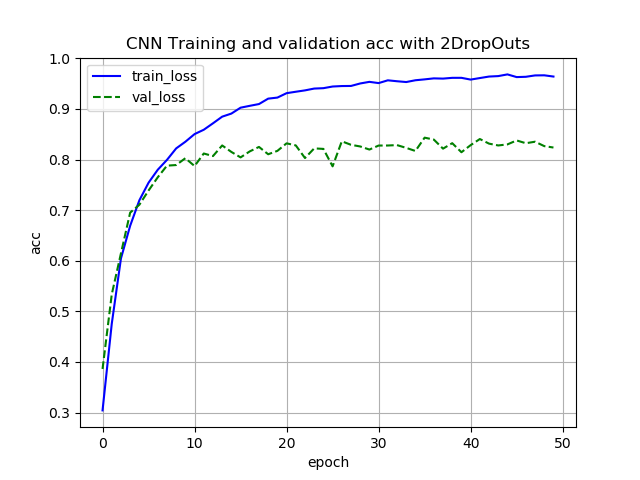 CNN Training and validation acc with 2DropOuts
train_loss
val_loss
1.0
0.9
0.8
0.7
0.6
0.5
0.4
0.3
acc
0 10 20 30 40 50
epoch